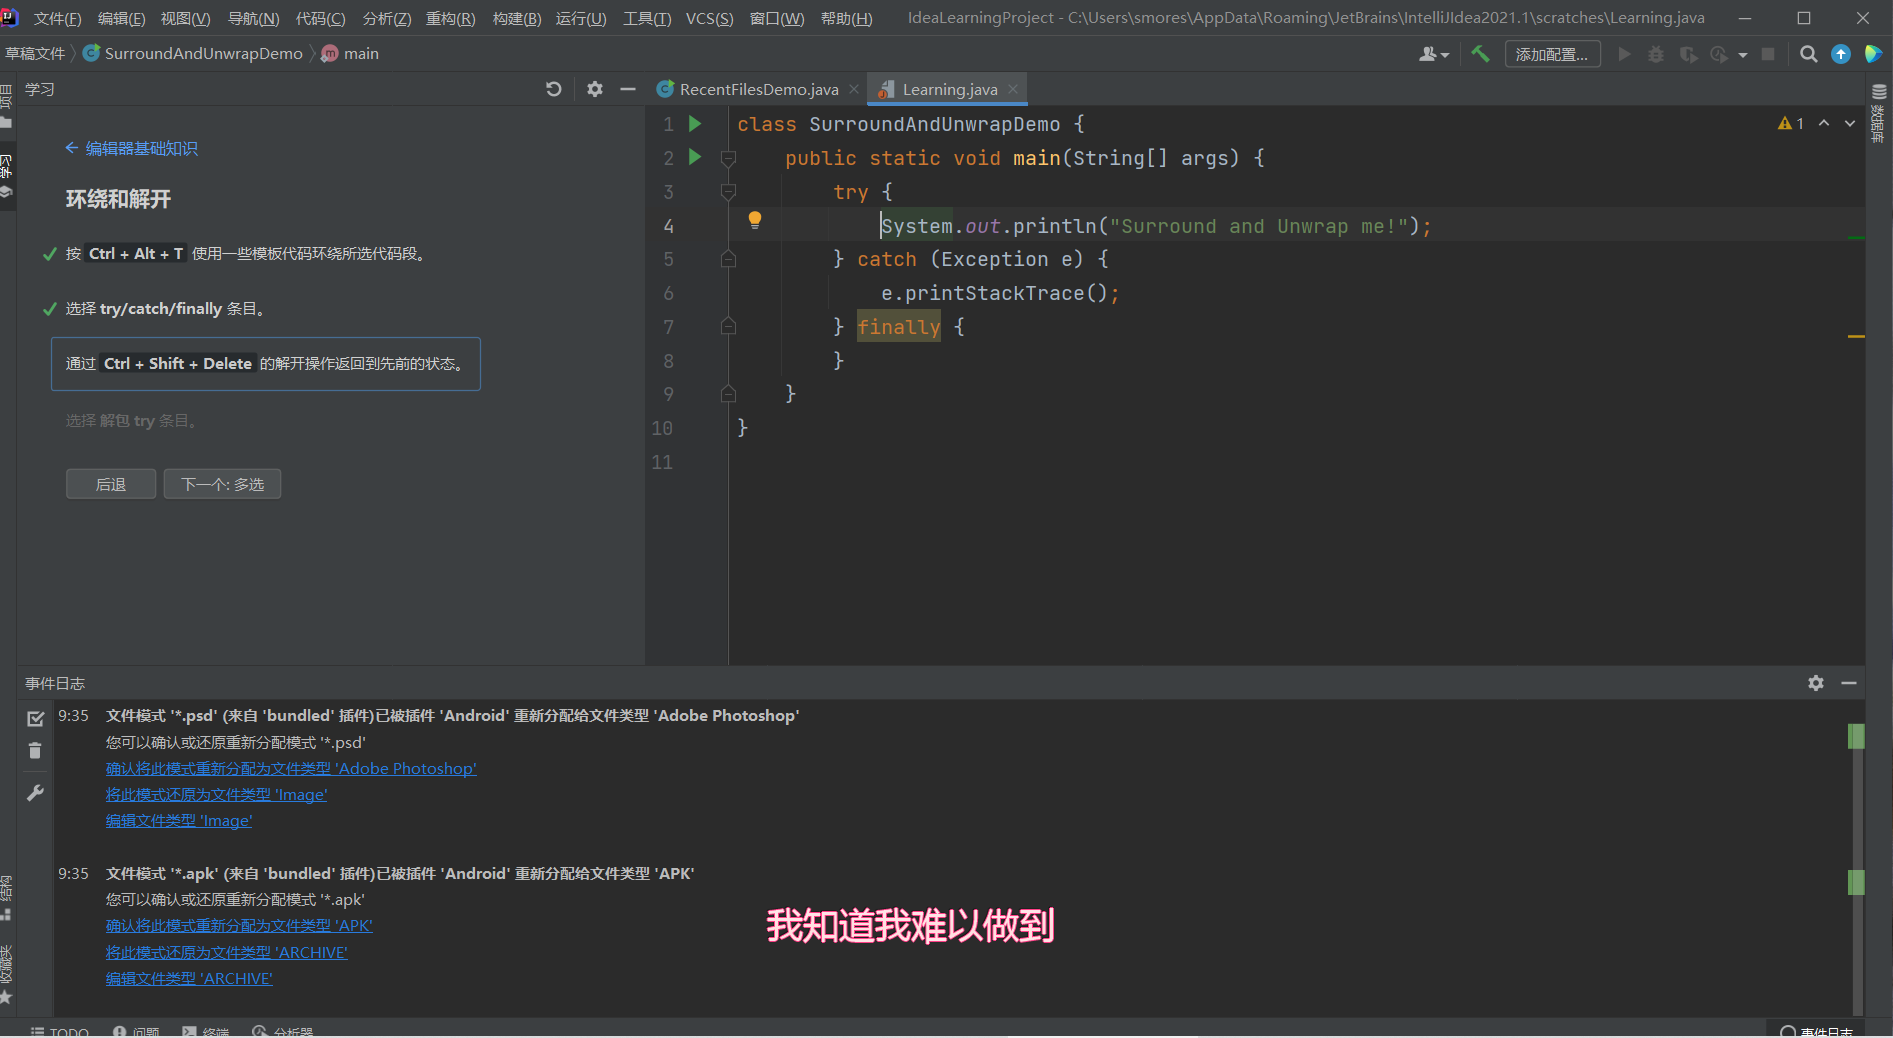 文件(F) 编辑(E) 视图(V) 导航(N) 代码(C) 分析(Z) 重构(R) 构建(B) 运行(U) 工具(T) VCS(S) 窗口(W) 帮助(H) IdeaLearningProject - C:\Users\smores\AppData\Roaming\JetBrains\IntelliJIdea2021.1\scratches\Learning.java
草稿文件 SurroundAndUnwrapDemo main 添加配置...
项目
学习
结构
收藏夹
学习
← 编辑器基础知识
环绕和解开
按 Ctrl + Alt + T 使用一些模板代码环绕所选代码段。
选择 try/catch/finally 条目。
通过 Ctrl + Shift + Delete 的解开操作返回到先前的状态。
选择 解包 try 条目。
后退 下一个: 多选
RecentFilesDemo.java Learning.java
1 class SurroundAndUnwrapDemo {
2 public static void main(String[] args) {
3 try {
4 System.out.println("Surround and Unwrap me!");
5 } catch (Exception e) {
6 e.printStackTrace();
7 } finally {
8 }
9 }
10 }
11
1
数据库
事件日志
9:35 文件模式 '*.psd' (来自 'bundled' 插件)已被插件 'Android' 重新分配给文件类型 'Adobe Photoshop'
您可以确认或还原重新分配模式 '*.psd'
确认将此模式重新分配为文件类型 'Adobe Photoshop'
将此模式还原为文件类型 'Image'
编辑文件类型 'Image'
9:35 文件模式 '*.apk' (来自 'bundled' 插件)已被插件 'Android' 重新分配给文件类型 'APK'
您可以确认或还原重新分配模式 '*.apk'
确认将此模式重新分配为文件类型 'APK'
将此模式还原为文件类型 'ARCHIVE'
编辑文件类型 'ARCHIVE'
我知道我难以做到
TODO 问题 终端 分析器 事件日志